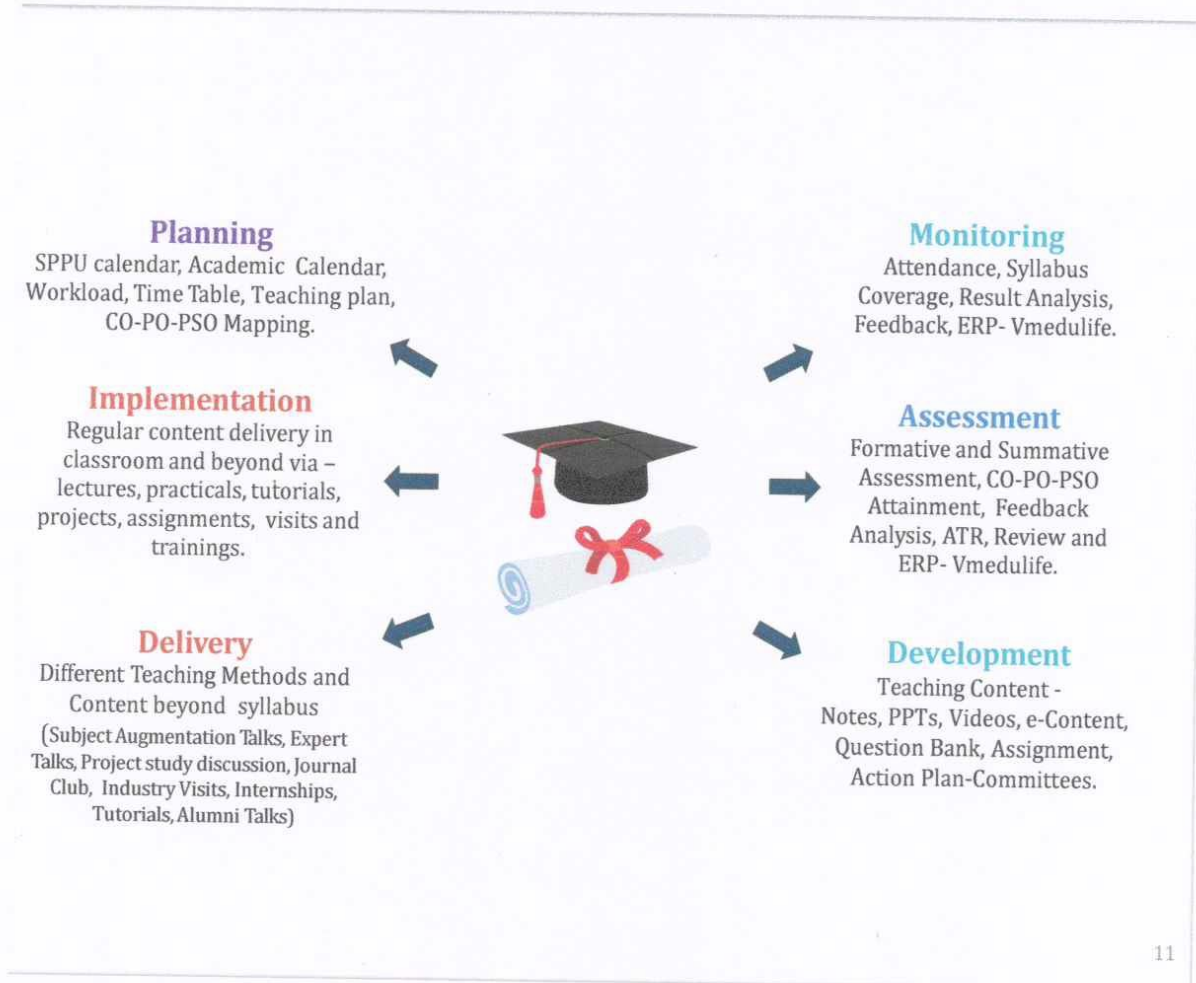 Planning
SPPU calendar, Academic Calendar,
Workload, Time Table, Teaching plan,
CO-PO-PSO Mapping.
Implementation
Regular content delivery in
classroom and beyond via –
lectures, practicals, tutorials,
projects, assignments, visits and
trainings.
Delivery
Different Teaching Methods and
Content beyond syllabus
(Subject Augmentation Talks, Expert
Talks, Project study discussion, Journal
Club, Industry Visits, Internships,
Tutorials, Alumni Talks)
Monitoring
Attendance, Syllabus
Coverage, Result Analysis,
Feedback, ERP- Vmedulife.
Assessment
Formative and Summative
Assessment, CO-PO-PSO
Attainment, Feedback
Analysis, ATR, Review and
ERP- Vmedulife.
Development
Teaching Content -
Notes, PPTs, Videos, e-Content,
Question Bank, Assignment,
Action Plan-Committees.
11